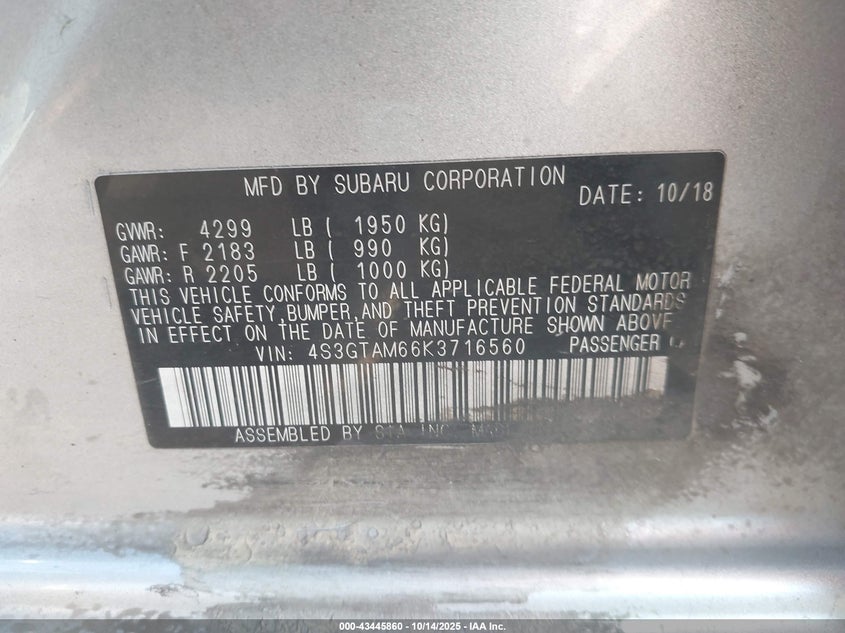 MFD BY SUBARU CORPORATION
DATE: 10/18
GVWR: 4299 LB ( 1950 KG)
GAWR: F 2183 LB ( 990 KG)
GAWR: R 2205 LB ( 1000 KG)
THIS VEHICLE CONFORMS TO ALL APPLICABLE FEDERAL MOTOR
VEHICLE SAFETY,BUMPER,AND THEFT PREVENTION STANDARDS
IN EFFECT ON THE DATE OF MANUFACTURE SHOWN ABOVE
VIN: 4S3GTAM66K3716560 PASSENGER
ASSEMBLED BY SIA INC.
000-43445860 - 10/14/2025 - IAA Inc.